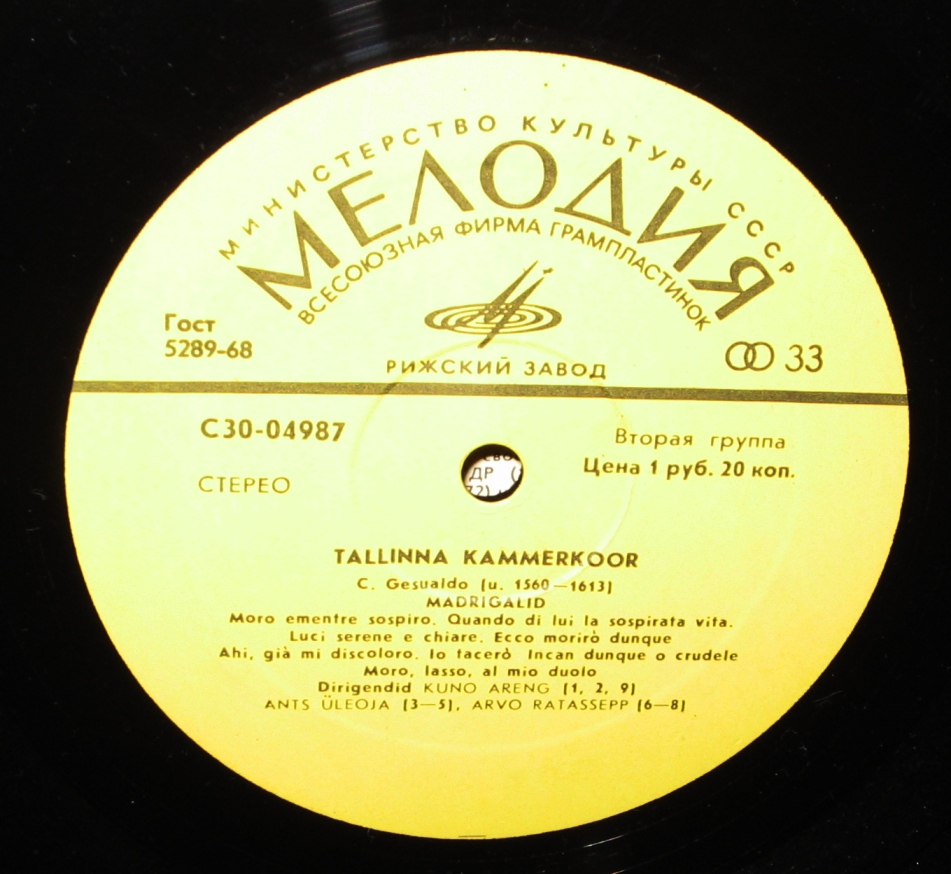 МИНИСТЕРСТВО КУЛЬТУРЫ СССР
МЕЛОДИЯ
ВСЕСОЮЗНАЯ ФИРМА ГРАМПЛАСТИНОК
Гост
5289-68
РИЖСКИЙ ЗАВОД
33
С30-04987
Вторая группа
Цена 1 руб. 20 коп.
СТЕРЕО
ДР
TALLINNA KAMMERKOOR
C. Gesualdo (u. 1560—1613)
MADRIGALID
Moro ementre sospiro. Quando di lui la sospirata vita.
Luci serene e chiare. Ecco morirò dunque
Ahi, già mi discoloro. Io tacerò Incan dunque o crudele
Moro, lasso, al mio duolo
Dirigendid KUNO ARENG (1, 2, 9)
ANTS ÜLEOJA (3—5), ARVO RATASSEPP (6—8)